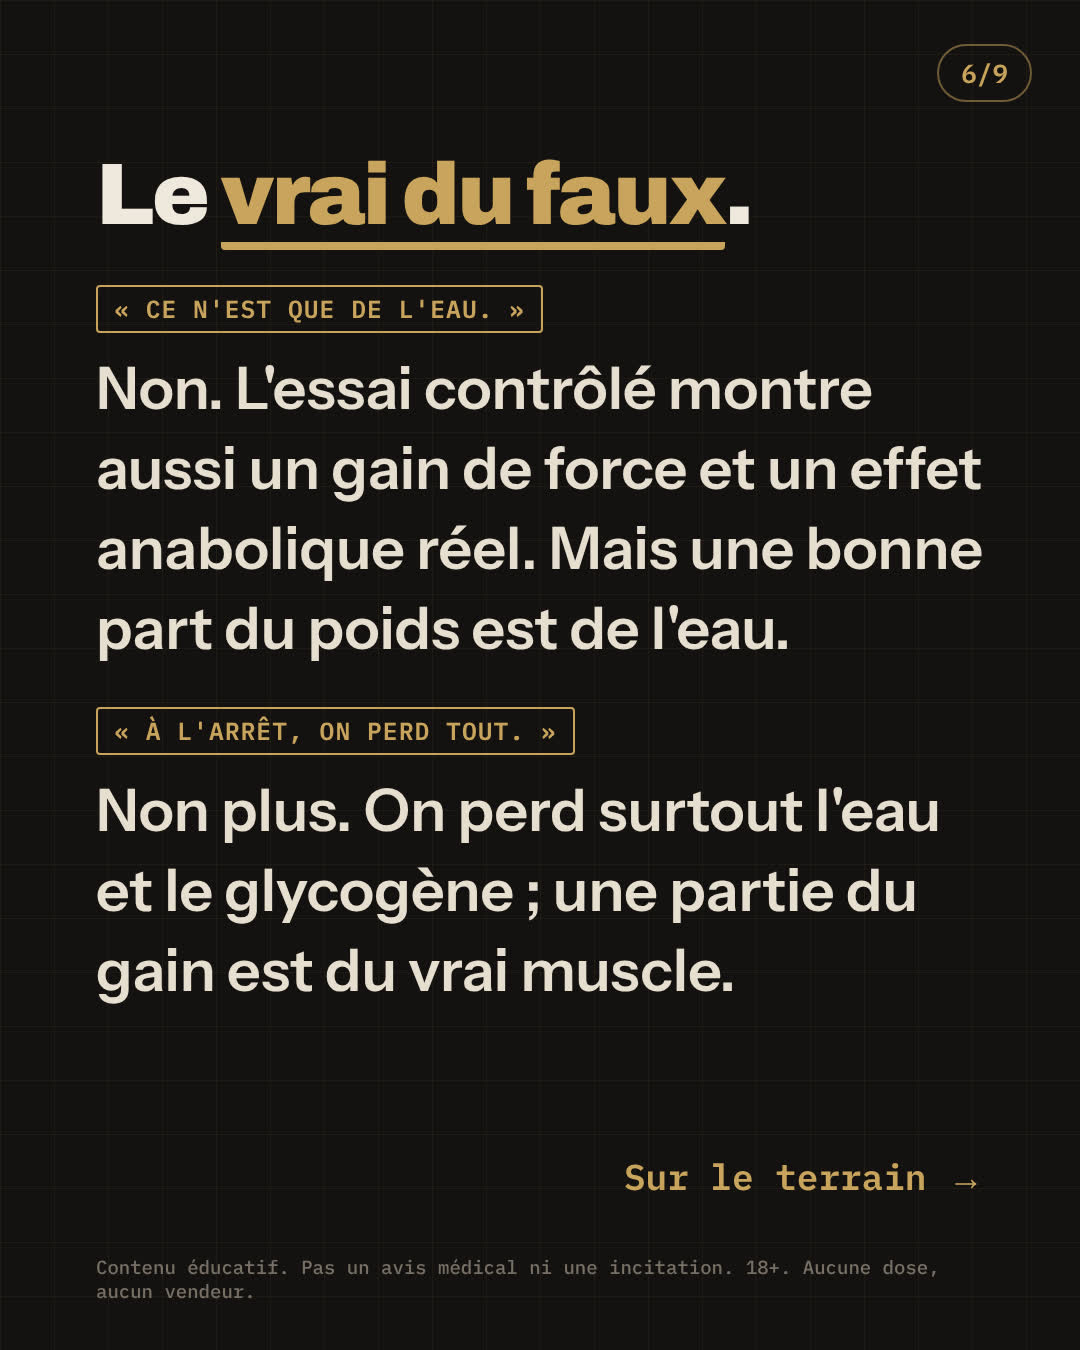 6/9
Le vrai du faux.
« CE N'EST QUE DE L'EAU. »
Non. L'essai contrôlé montre
aussi un gain de force et un effet
anabolique réel. Mais une bonne
part du poids est de l'eau.
« À L'ARRÊT, ON PERD TOUT. »
Non plus. On perd surtout l'eau
et le glycogène ; une partie du
gain est du vrai muscle.
Sur le terrain →
Contenu éducatif. Pas un avis médical ni une incitation. 18+. Aucune dose,
aucun vendeur.